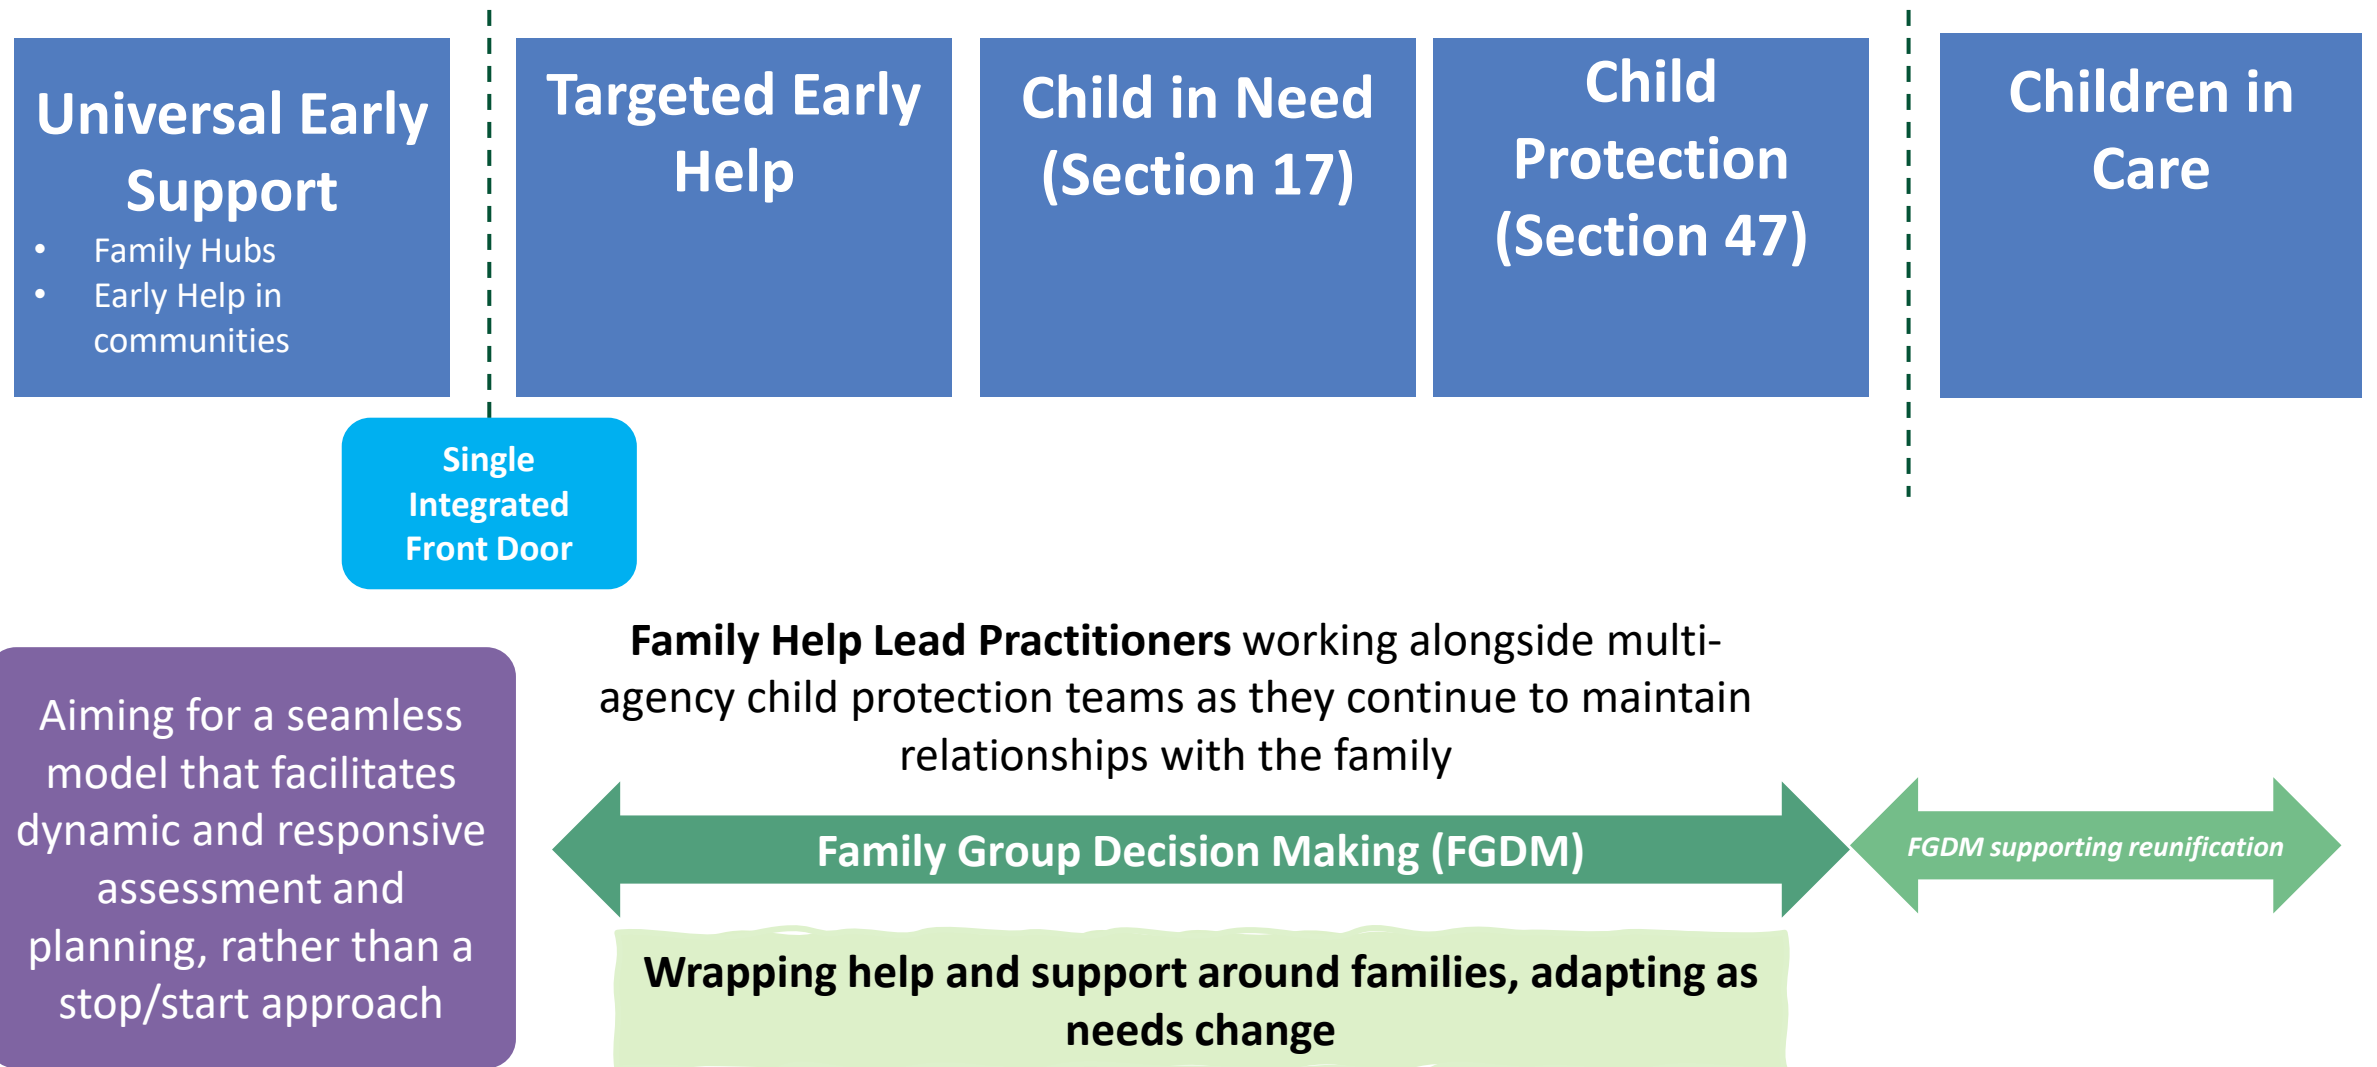 Universal Early
Support
• Family Hubs
• Early Help in
communities
Targeted Early
Help
Child in Need
(Section 17)
Child
Protection
(Section 47)
Children in
Care
Single
Integrated
Front Door
Aiming for a seamless
model that facilitates
dynamic and responsive
assessment and
planning, rather than a
stop/start approach
Family Help Lead Practitioners working alongside multi-
agency child protection teams as they continue to maintain
relationships with the family
Family Group Decision Making (FGDM)
FGDM supporting reunification
Wrapping help and support around families, adapting as
needs change